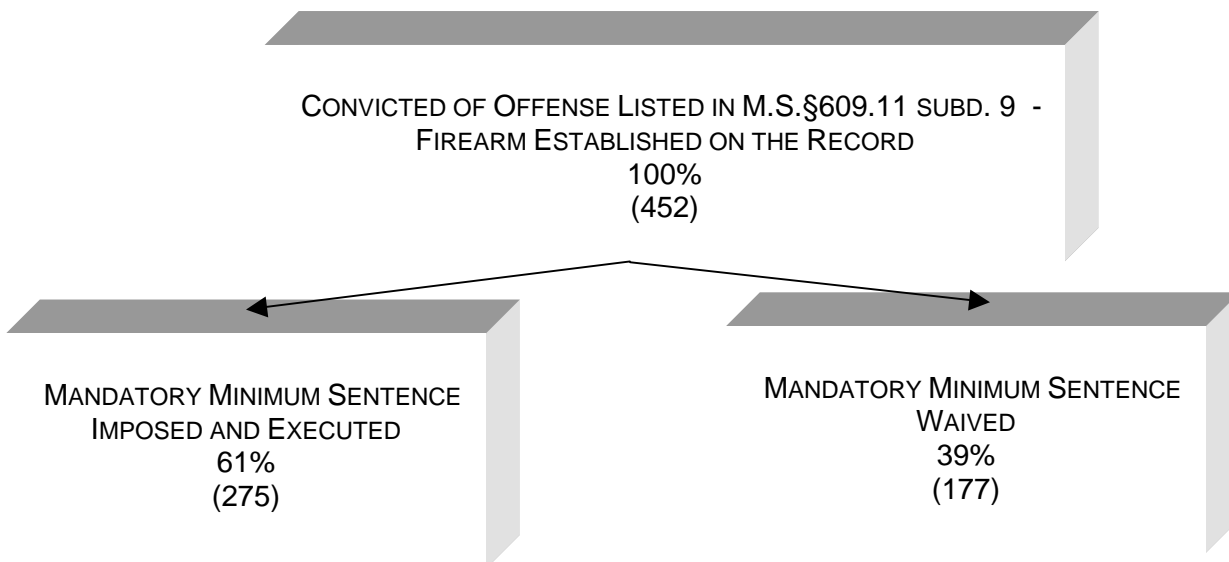 CONVICTED OF OFFENSE LISTED IN M.S.§609.11 SUBD. 9 -
FIREARM ESTABLISHED ON THE RECORD
100%
(452)
MANDATORY MINIMUM SENTENCE
IMPOSED AND EXECUTED
61%
(275)
MANDATORY MINIMUM SENTENCE
WAIVED
39%
(177)